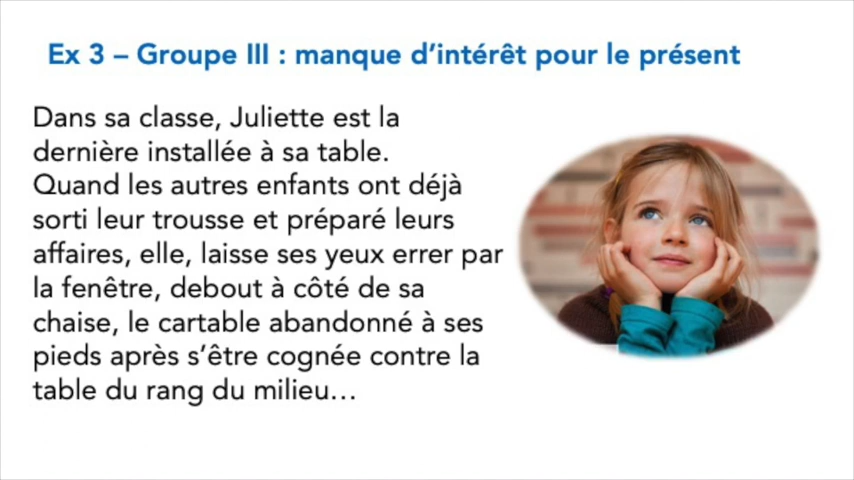 Ex 3 – Groupe III : manque d’intérêt pour le présent
Dans sa classe, Juliette est la
dernière installée à sa table.
Quand les autres enfants ont déjà
sorti leur trousse et préparé leurs
affaires, elle, laisse ses yeux errer par
la fenêtre, debout à côté de sa
chaise, le cartable abandonné à ses
pieds après s’être cognée contre la
table du rang du milieu…